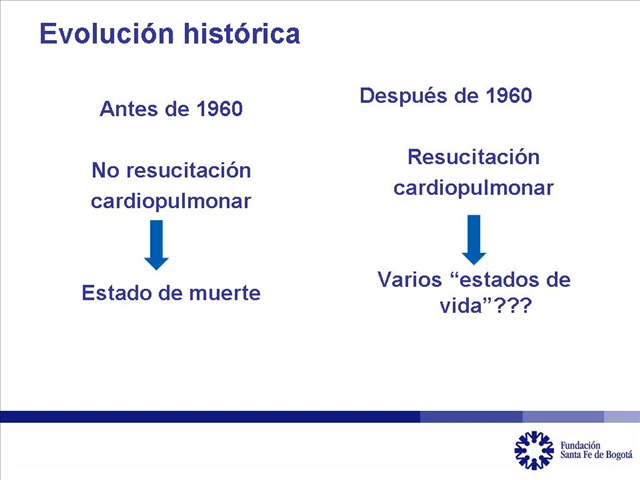 Evolución histórica
Antes de 1960
No resucitación
cardiopulmonar
Estado de muerte
Después de 1960
Resucitación
cardiopulmonar
Varios “estados de
vida”???
Fundación
Santa Fe de Bogotá